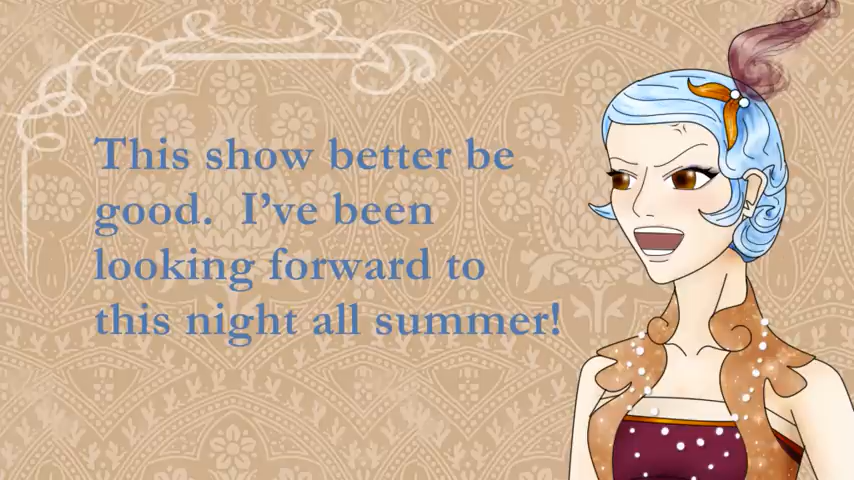 This show better be
good.  I’ve been
looking forward to
this night all summer!